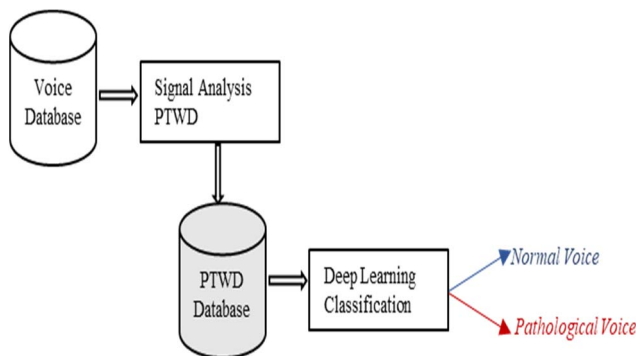 Voice
Database
Signal Analysis
PTWD
PTWD
Database
Deep Learning
Classification
Normal Voice
Pathological Voice